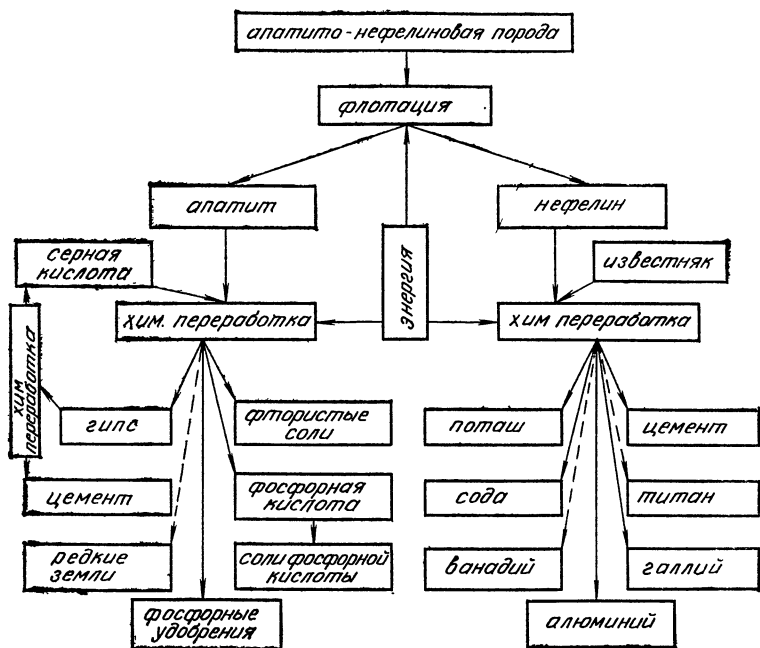 апатито-нефелиновая порода
флотация
апатит
нефелин
серная
кислота
энергия
известняк
хим. переработка
хим переработка
хим
переработка
гипс
фтористые
соли
поташ
цемент
цемент
фосфорная
кислота
сода
титан
редкие
земли
соли фосфорной
кислоты
ванадий
галлий
фосфорные
удобрения
алюминий